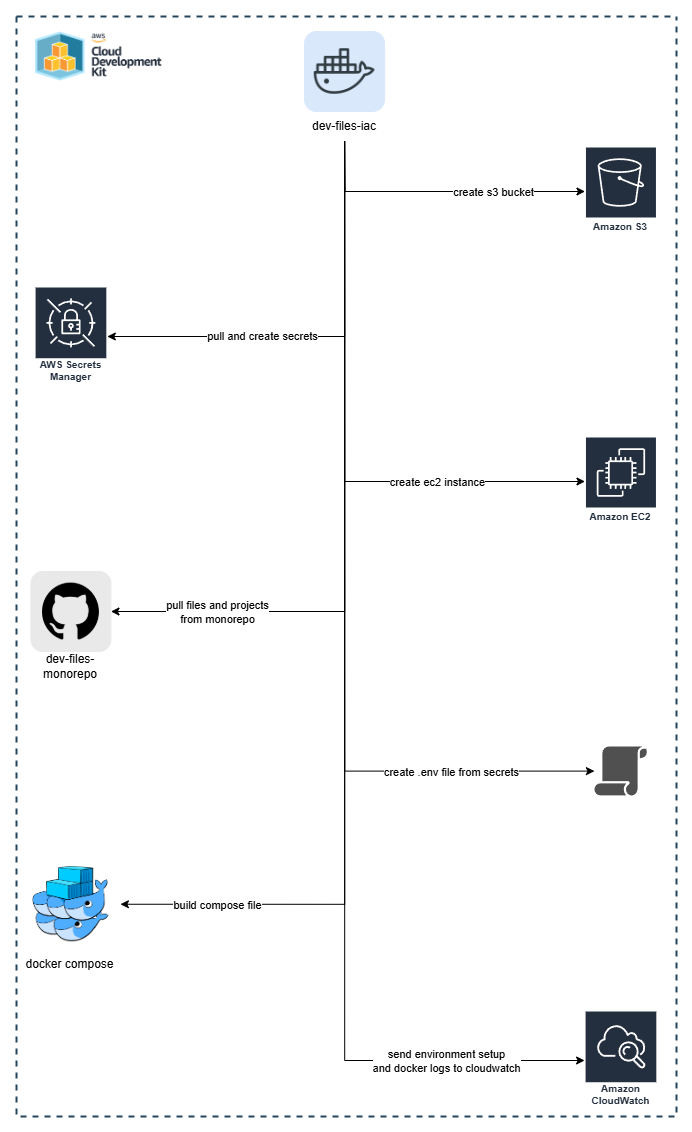 aws
Cloud
Development
Kit
dev-files-iac
create s3 bucket
Amazon S3
pull and create secrets
AWS Secrets
Manager
create ec2 instance
Amazon EC2
pull files and projects
from monorepo
dev-files-
monorepo
create .env file from secrets
build compose file
docker compose
send environment setup
and docker logs to cloudwatch
Amazon
CloudWatch